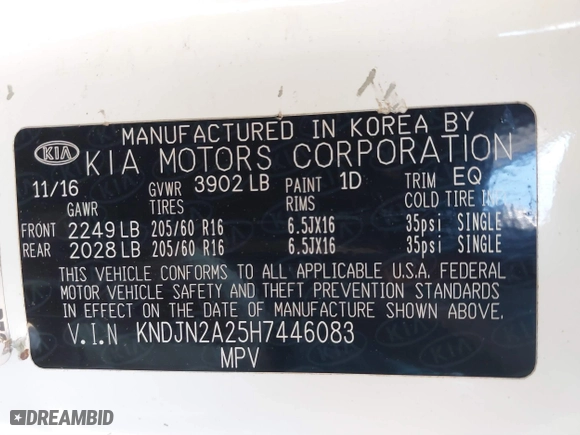 MANUFACTURED IN KOREA BY
KIA KIA MOTORS CORPORATION
11/16 GVWR 3902 LB PAINT 1D TRIM EQ
GAWR TIRES RIMS COLD TIRE
FRONT 2249 LB 205/60 R16 6.5JX16 35psi SINGLE
REAR 2028 LB 205/60 R16 6.5JX16 35psi SINGLE
THIS VEHICLE CONFORMS TO ALL APPLICABLE U.S.A. FEDERAL
MOTOR VEHICLE SAFETY AND THEFT PREVENTION STANDARDS
IN EFFECT ON THE DATE OF MANUFACTURE SHOWN ABOVE.
V.I.N KNDJN2A25H7446083
MPV
DREAMBID